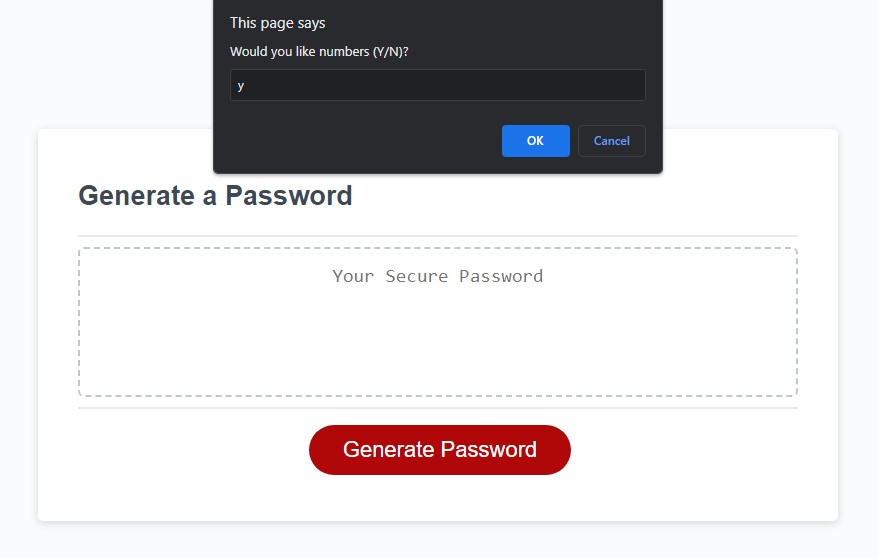 This page says
Would you like numbers (Y/N)?
y
OK
Cancel
Generate a Password
Your Secure Password
Generate Password